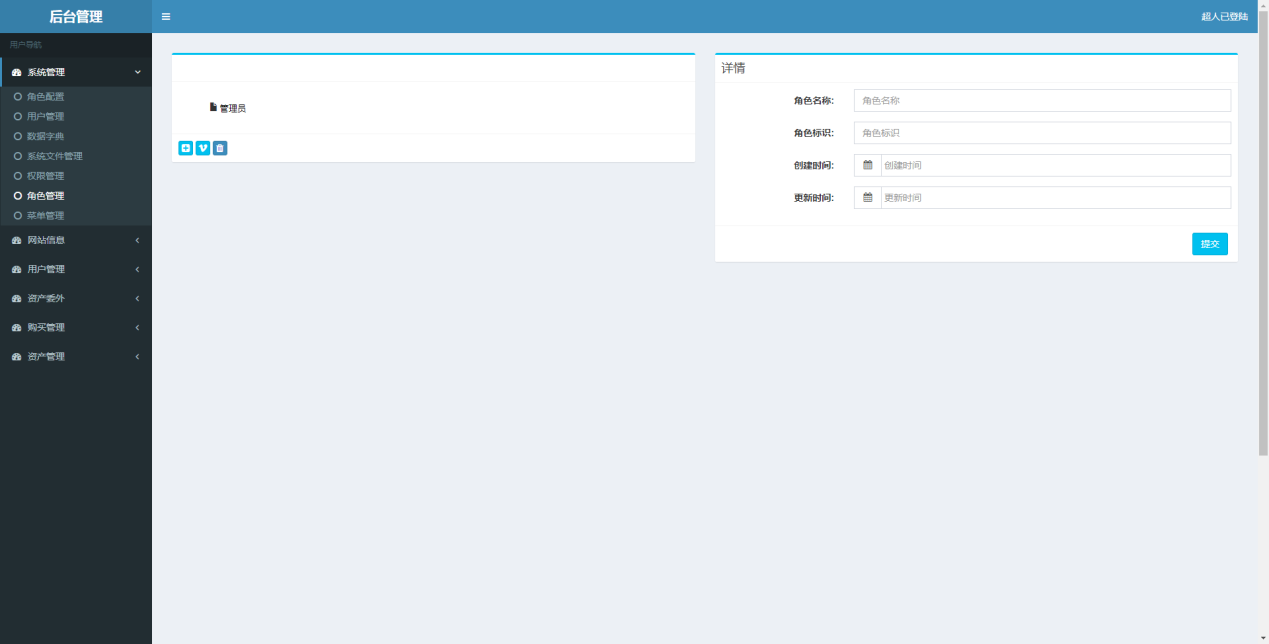 后台管理
超人已登陆
用户导航
系统管理
角色配置
用户管理
数据字典
系统文件管理
权限管理
角色管理
菜单管理
网站信息
用户管理
资产委外
购买管理
资产管理
管理员
详情
角色名称:
角色名称
角色标识:
角色标识
创建时间:
创建时间
更新时间:
更新时间
提交